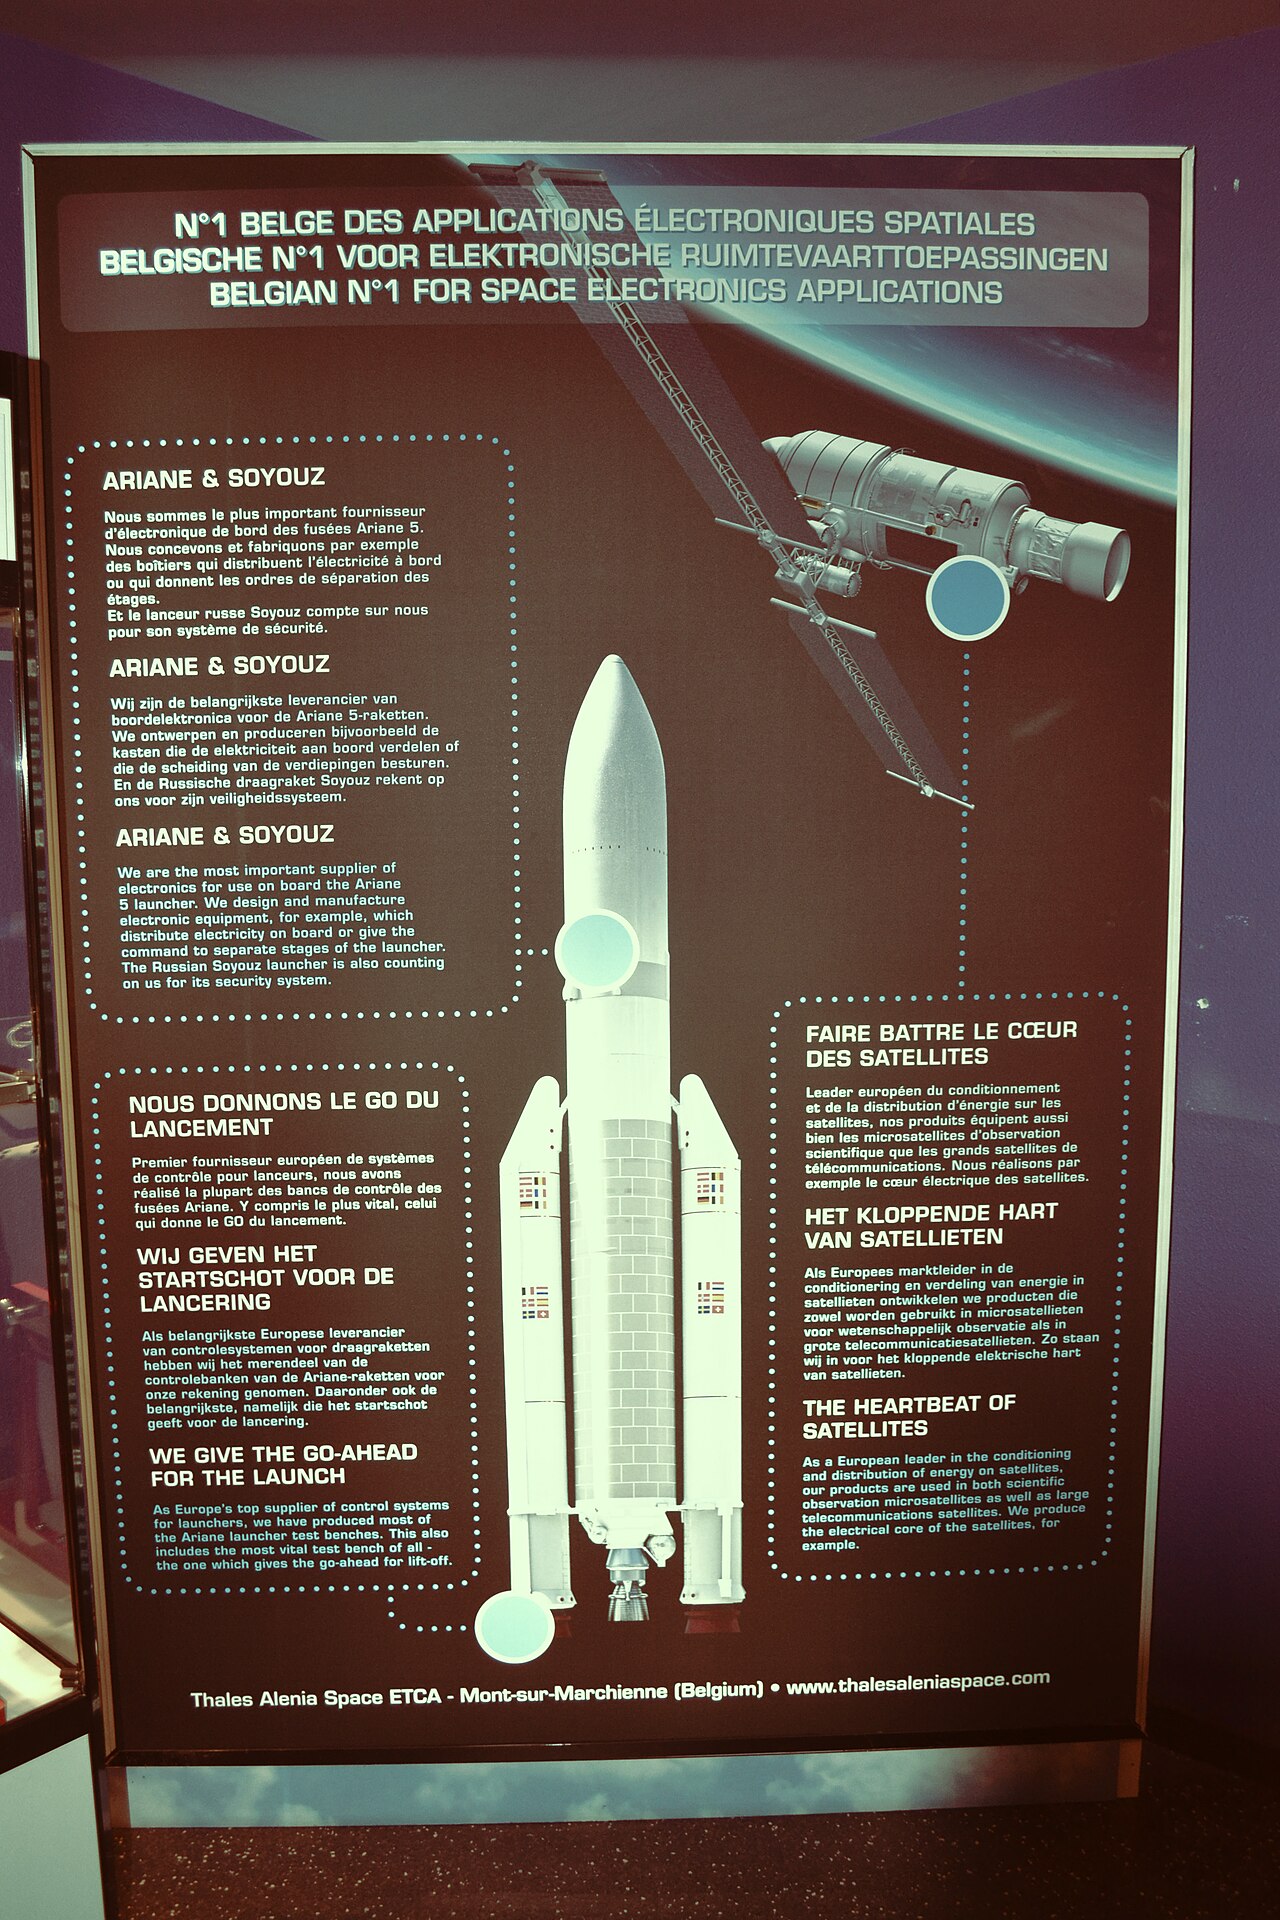 N°1 BELGE DES APPLICATIONS ÉLECTRONIQUES SPATIALES
BELGISCHE N°1 VOOR ELEKTRONISCHE RUIMTEVAARTTOEPASSINGEN
BELGIAN N°1 FOR SPACE ELECTRONICS APPLICATIONS
ARIANE & SOYOUZ
Nous sommes le plus important fournisseur
d'électronique de bord des fusées Ariane 5.
Nous concevons et fabriquons par exemple
des boîtiers qui distribuent l'électricité à bord
ou qui donnent les ordres de séparation des
étages.
Et le lanceur russe Soyouz compte sur nous
pour son système de sécurité.
ARIANE & SOYOUZ
Wij zijn de belangrijkste leverancier van
boordelektronica voor de Ariane 5-raketten.
We ontwerpen en produceren bijvoorbeeld de
kasten die de elektriciteit aan boord verdelen of
die de scheiding van de verdiepingen besturen.
En de Russische draagraket Soyouz rekent op
ons voor zijn veiligheidssysteem.
ARIANE & SOYOUZ
We are the most important supplier of
electronics for use on board the Ariane
5 launcher. We design and manufacture
electronic equipment, for example, which
distribute electricity on board or give the
command to separate stages of the launcher.
The Russian Soyouz launcher is also counting
on us for its security system.
NOUS DONNONS LE GO DU
LANCEMENT
Premier fournisseur européen de systèmes
de contrôle pour lanceurs, nous avons
réalisé la plupart des bancs de contrôle des
fusées Ariane. Y compris le plus vital, celui
qui donne le GO du lancement.
WIJ GEVEN HET
STARTSCHOT VOOR DE
LANCERING
Als belangrijkste Europese leverancier
van controlesystemen voor draagraketten
hebben wij het merendeel van de
controlebanken van de Ariane-raketten voor
onze rekening genomen. Daaronder ook de
belangrijkste, namelijk die het startschot
geeft voor de lancering.
WE GIVE THE GO-AHEAD
FOR THE LAUNCH
As Europe's top supplier of control systems
for launchers, we have produced most of
the Ariane launcher test benches. This also
includes the most vital test bench of all -
the one which gives the go-ahead for lift-off.
FAIRE BATTRE LE CŒUR
DES SATELLITES
Leader européen du conditionnement
et de la distribution d'énergie sur les
satellites, nos produits équipent aussi
bien les microsatellites d'observation
scientifique que les grands satellites de
télécommunications. Nous réalisons par
exemple le cœur électrique des satellites.
HET KLOPPENDE HART
VAN SATELLIETEN
Als Europees marktleider in de
conditionering en verdeling van energie in
satellieten ontwikkelen we producten die
zowel worden gebruikt in microsatellieten
voor wetenschappelijk observatie als in
grote telecommunicatiesatellieten. Zo staan
wij in voor het kloppende elektrische hart
van satellieten.
THE HEARTBEAT OF
SATELLITES
As a European leader in the conditioning
and distribution of energy on satellites,
our products are used in both scientific
observation microsatellites as well as large
telecommunications satellites. We produce
the electrical core of the satellites, for
example.
Thales Alenia Space ETCA - Mont-sur-Marchienne (Belgium) • www.thalesaleniaspace.com